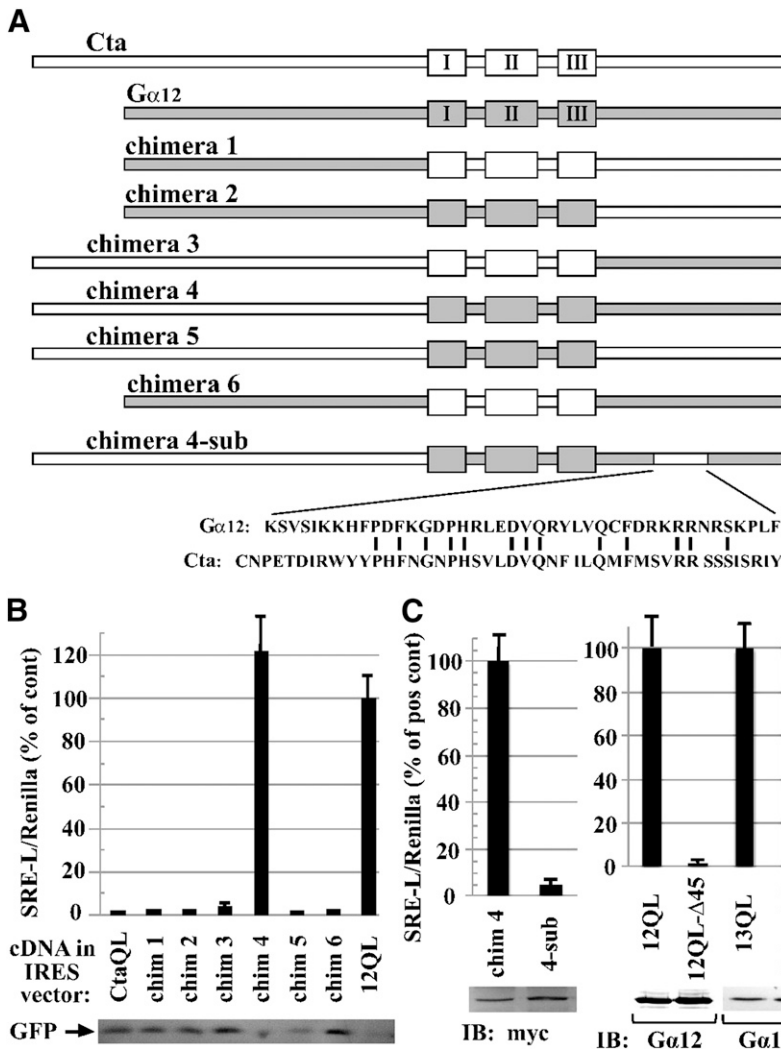 A
Cta
I II III
Gα12
I II III
chimera 1
chimera 2
chimera 3
chimera 4
chimera 5
chimera 6
chimera 4-sub
Gα12: KSVSIKKHFPDFKGDPHRLEDVQRYLVQCFDRKRRNRSKPLF
Cta: CNPETDIRWYYPHFNGNPHSVLDVQNFILQMFMSVRRSSSISRIY
B
SRE-L/Renilla (% of cont)
120
100
80
60
40
20
0
cDNA in
IRES
vector:
CtaQL
chim 1
chim 2
chim 3
chim 4
chim 5
chim 6
12QL
GFP
C
SRE-L/Renilla (% of pos cont)
100
80
60
40
20
0
chim 4
4-sub
IB: myc
100
80
60
40
20
0
12QL
12QL-Δ45
13QL
IB: Gα12 Gα1